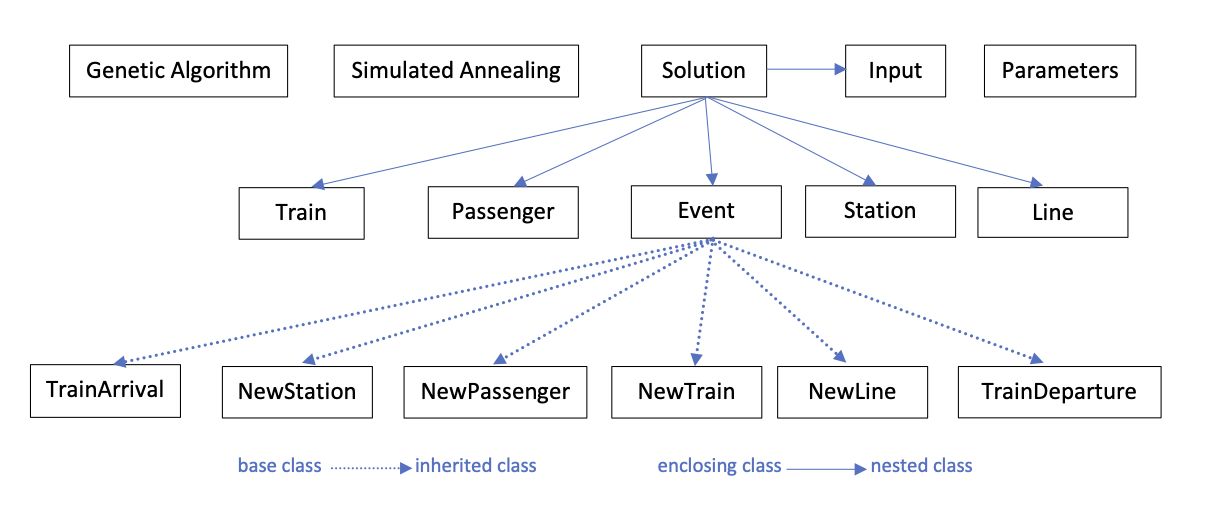 Genetic Algorithm
Simulated Annealing
Solution
Input
Parameters
Train
Passenger
Event
Station
Line
TrainArrival
NewStation
NewPassenger
NewTrain
NewLine
TrainDeparture
base class
inherited class
enclosing class
nested class